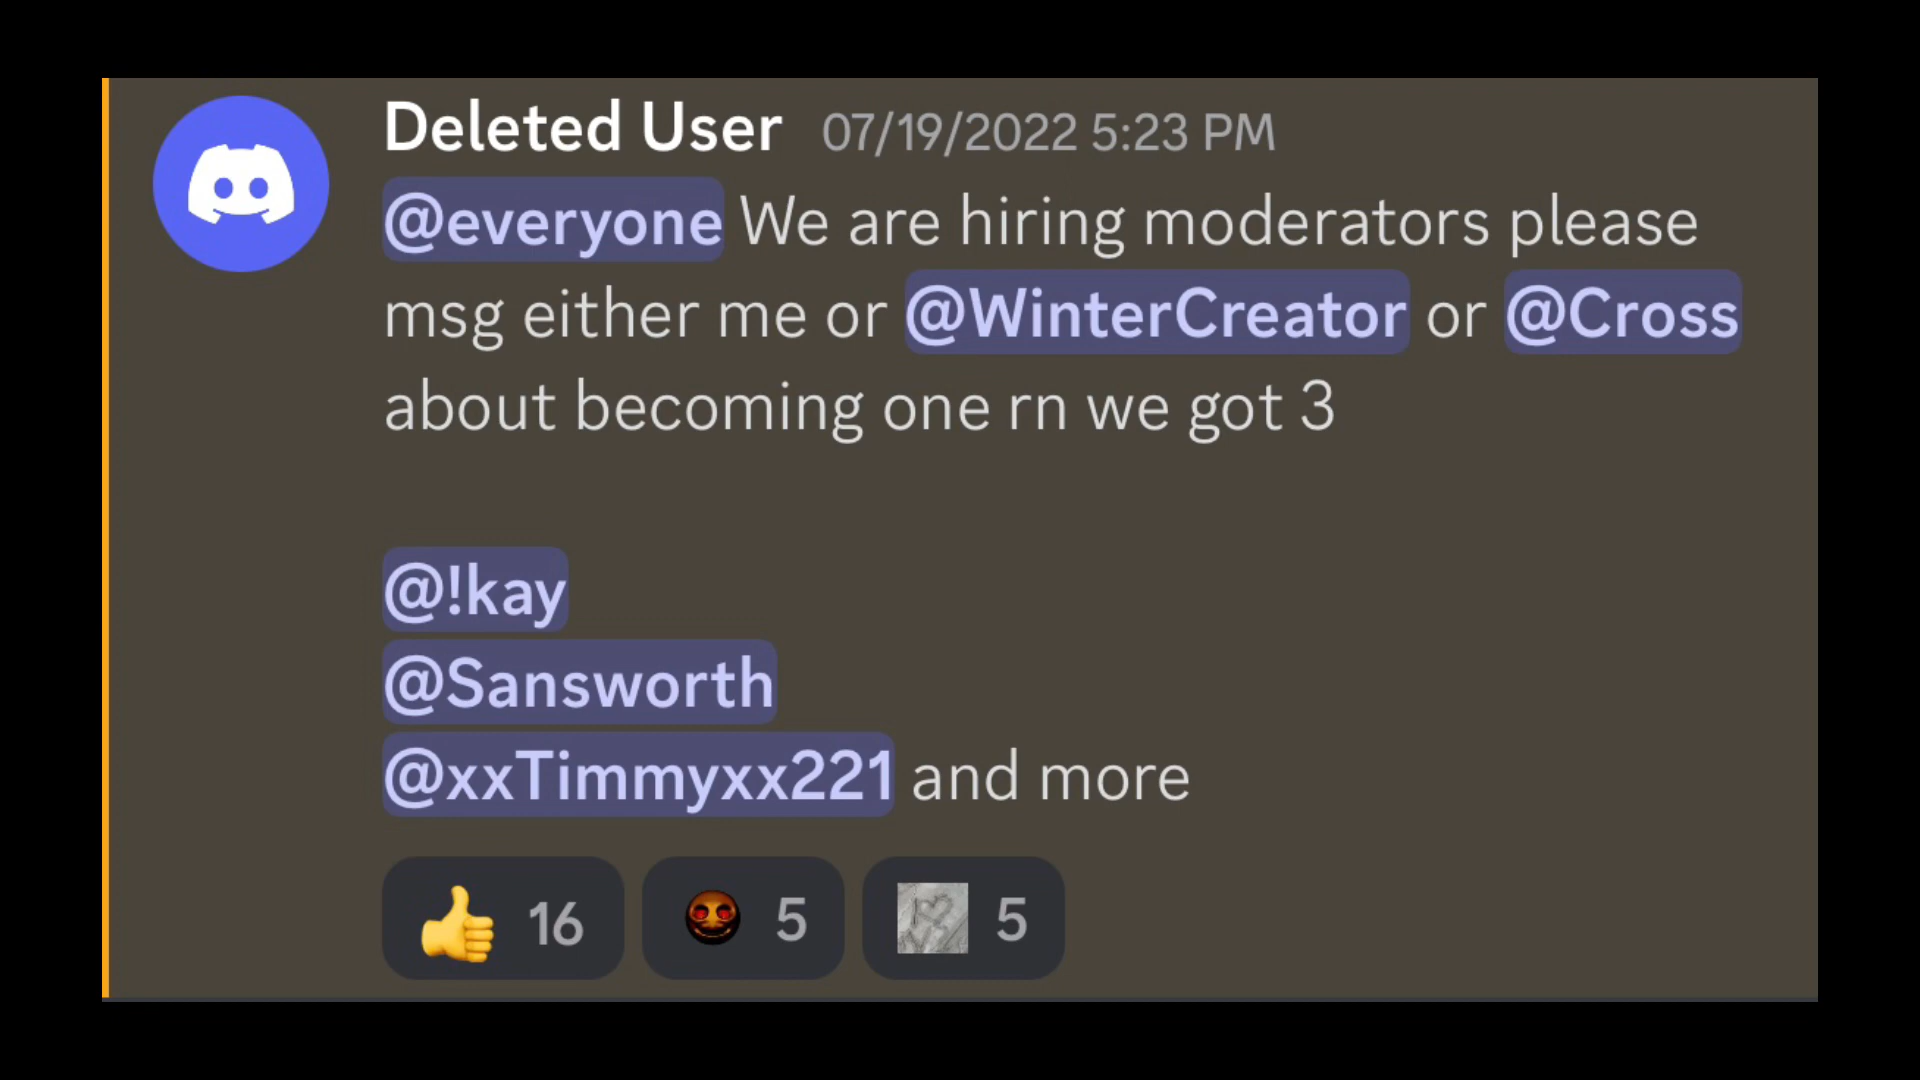 Deleted User 07/19/2022 5:23 PM
@everyone We are hiring moderators please
msg either me or @WinterCreator or @Cross
about becoming one rn we got 3
@!kay
@Sansworth
@xxTimmyxx221 and more
16 5 5